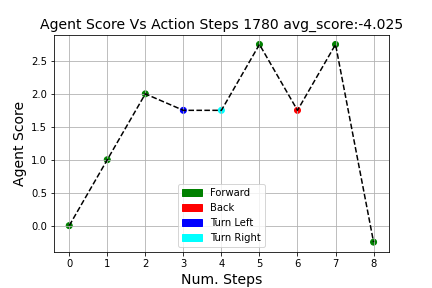 Agent Score Vs Action Steps 1780 avg_score:-4.025
Agent Score
2.5
2.0
1.5
1.0
0.5
0.0
Forward
Back
Turn Left
Turn Right
0 1 2 3 4 5 6 7 8
Num. Steps